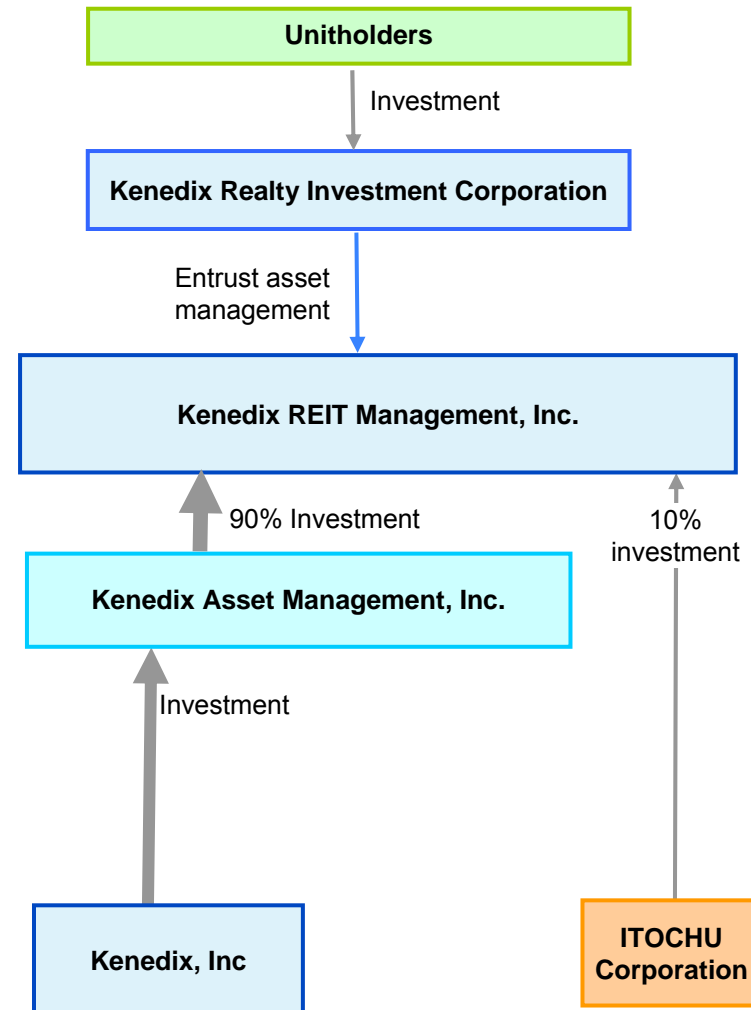 Unitholders
Investment
Kenedix Realty Investment Corporation
Entrust asset
management
Kenedix REIT Management, Inc.
90% Investment
10%
investment
Kenedix Asset Management, Inc.
Investment
Kenedix, Inc
ITOCHU
Corporation